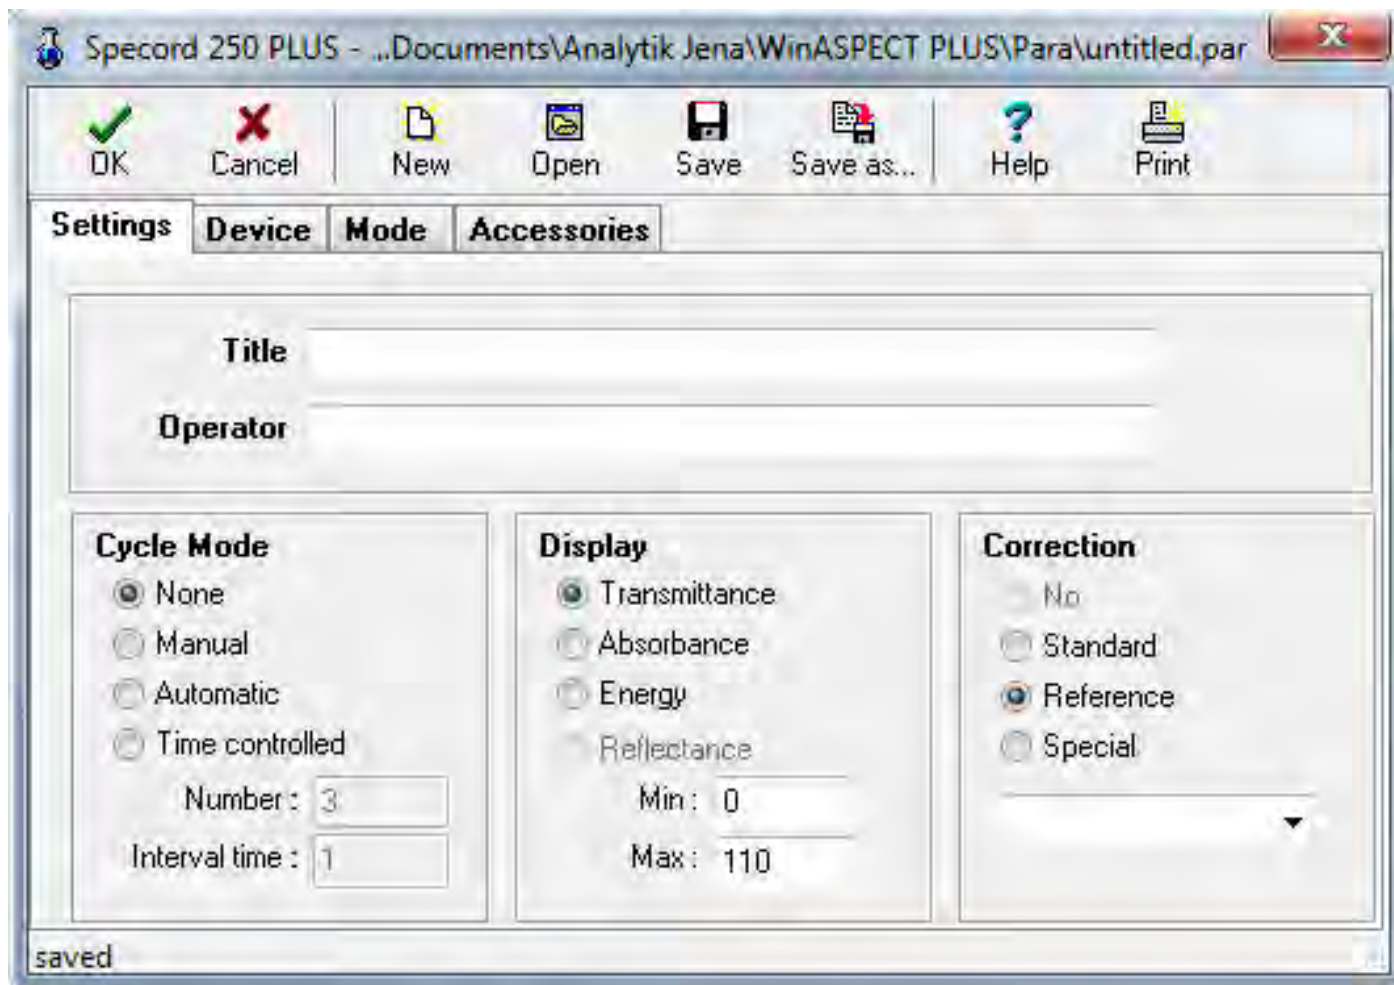 Specord 250 PLUS - ...Documents\Analytik Jena\WinASPECT PLUS\Para\untitled.par
OK Cancel New Open Save Save as... Help Print
Settings Device Mode Accessories
Title
Operator
Cycle Mode
None
Manual
Automatic
Time controlled
Number : 3
Interval time : 1
Display
Transmittance
Absorbance
Energy
Reflectance
Min : 0
Max : 110
Correction
No
Standard
Reference
Special
saved